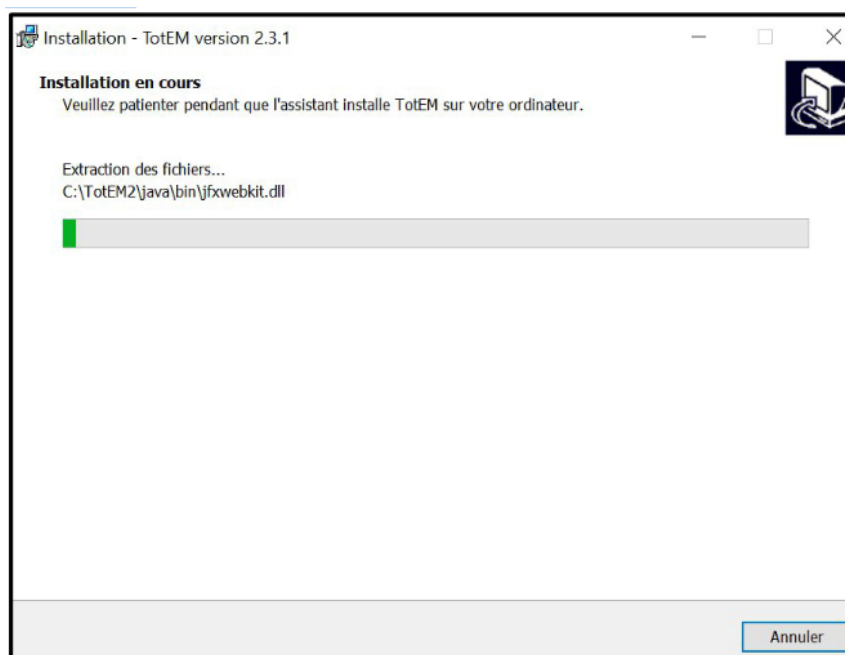 Installation - TotEM version 2.3.1
Installation en cours
Veuillez patienter pendant que l'assistant installe TotEM sur votre ordinateur.
Extraction des fichiers...
C:\TotEM2\java\bin\jfxwebkit.dll
Annuler